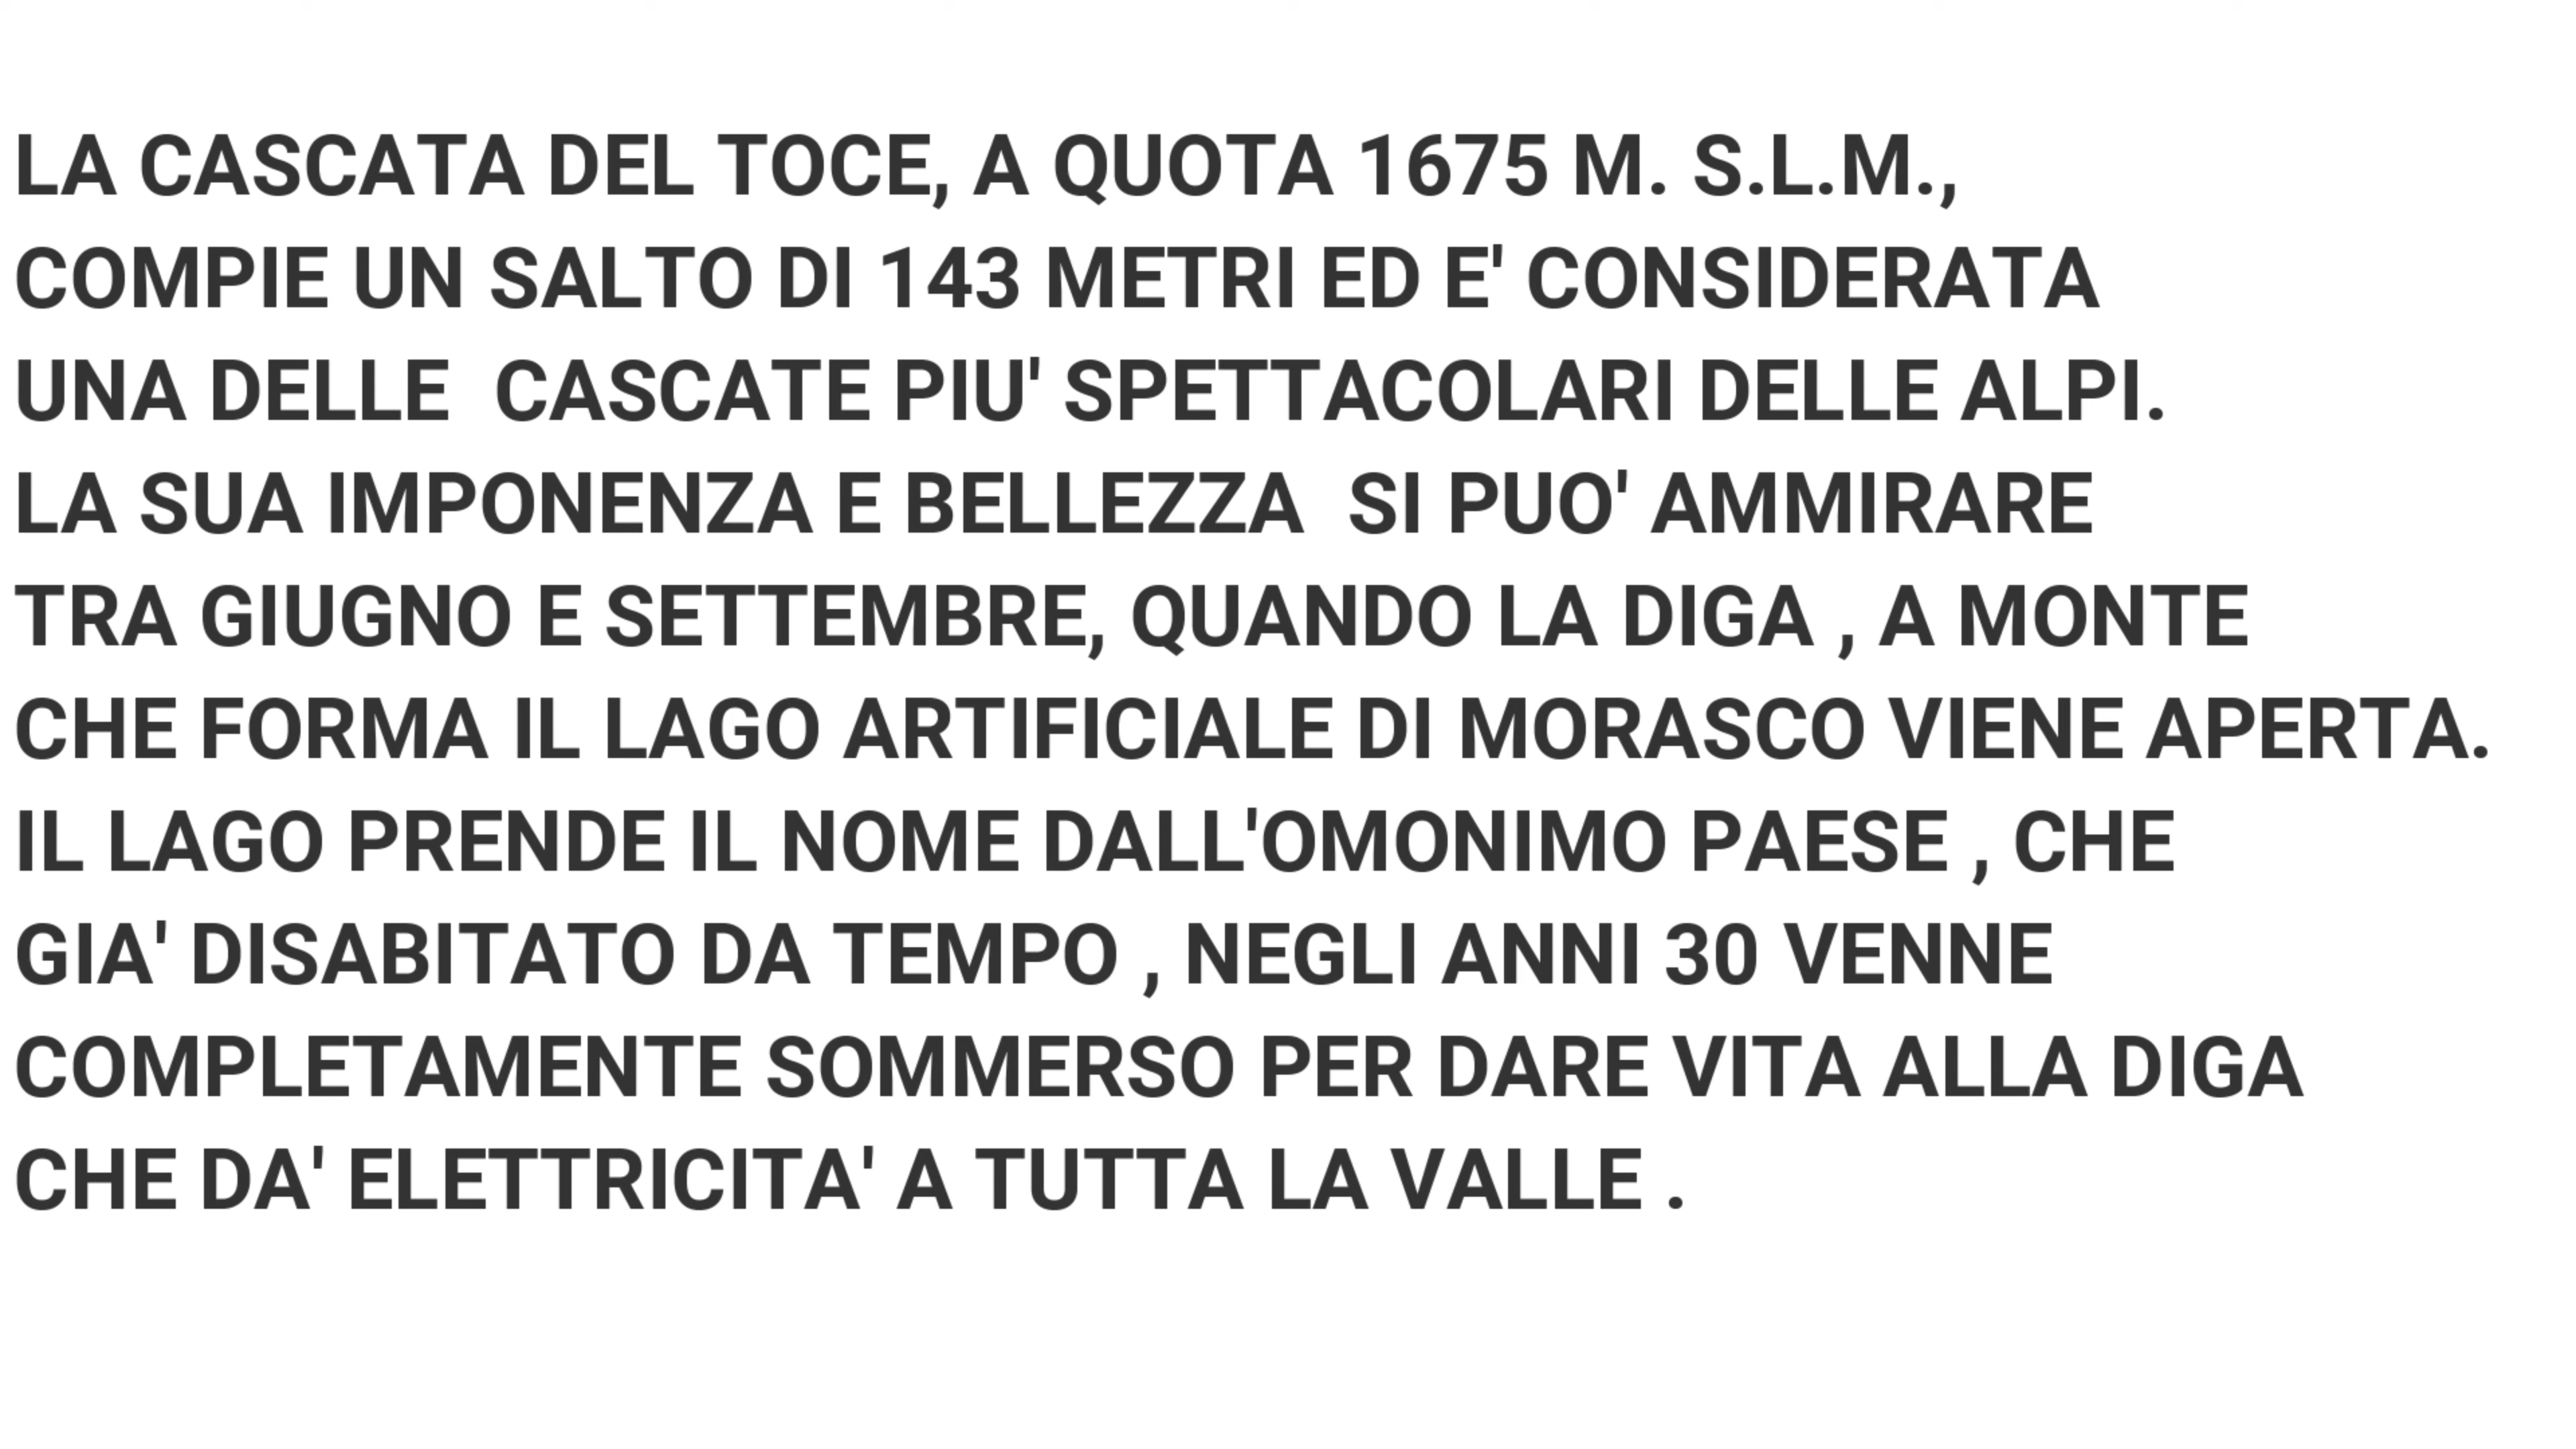 LA CASCATA DEL TOCE, A QUOTA 1675 M. S.L.M.,
COMPIE UN SALTO DI 143 METRI ED E' CONSIDERATA
UNA DELLE  CASCATE PIU' SPETTACOLARI DELLE ALPI.
LA SUA IMPONENZA E BELLEZZA  SI PUO' AMMIRARE
TRA GIUGNO E SETTEMBRE, QUANDO LA DIGA , A MONTE
CHE FORMA IL LAGO ARTIFICIALE DI MORASCO VIENE APERTA.
IL LAGO PRENDE IL NOME DALL'OMONIMO PAESE , CHE
GIA' DISABITATO DA TEMPO , NEGLI ANNI 30 VENNE
COMPLETAMENTE SOMMERSO PER DARE VITA ALLA DIGA
CHE DA' ELETTRICITA' A TUTTA LA VALLE .